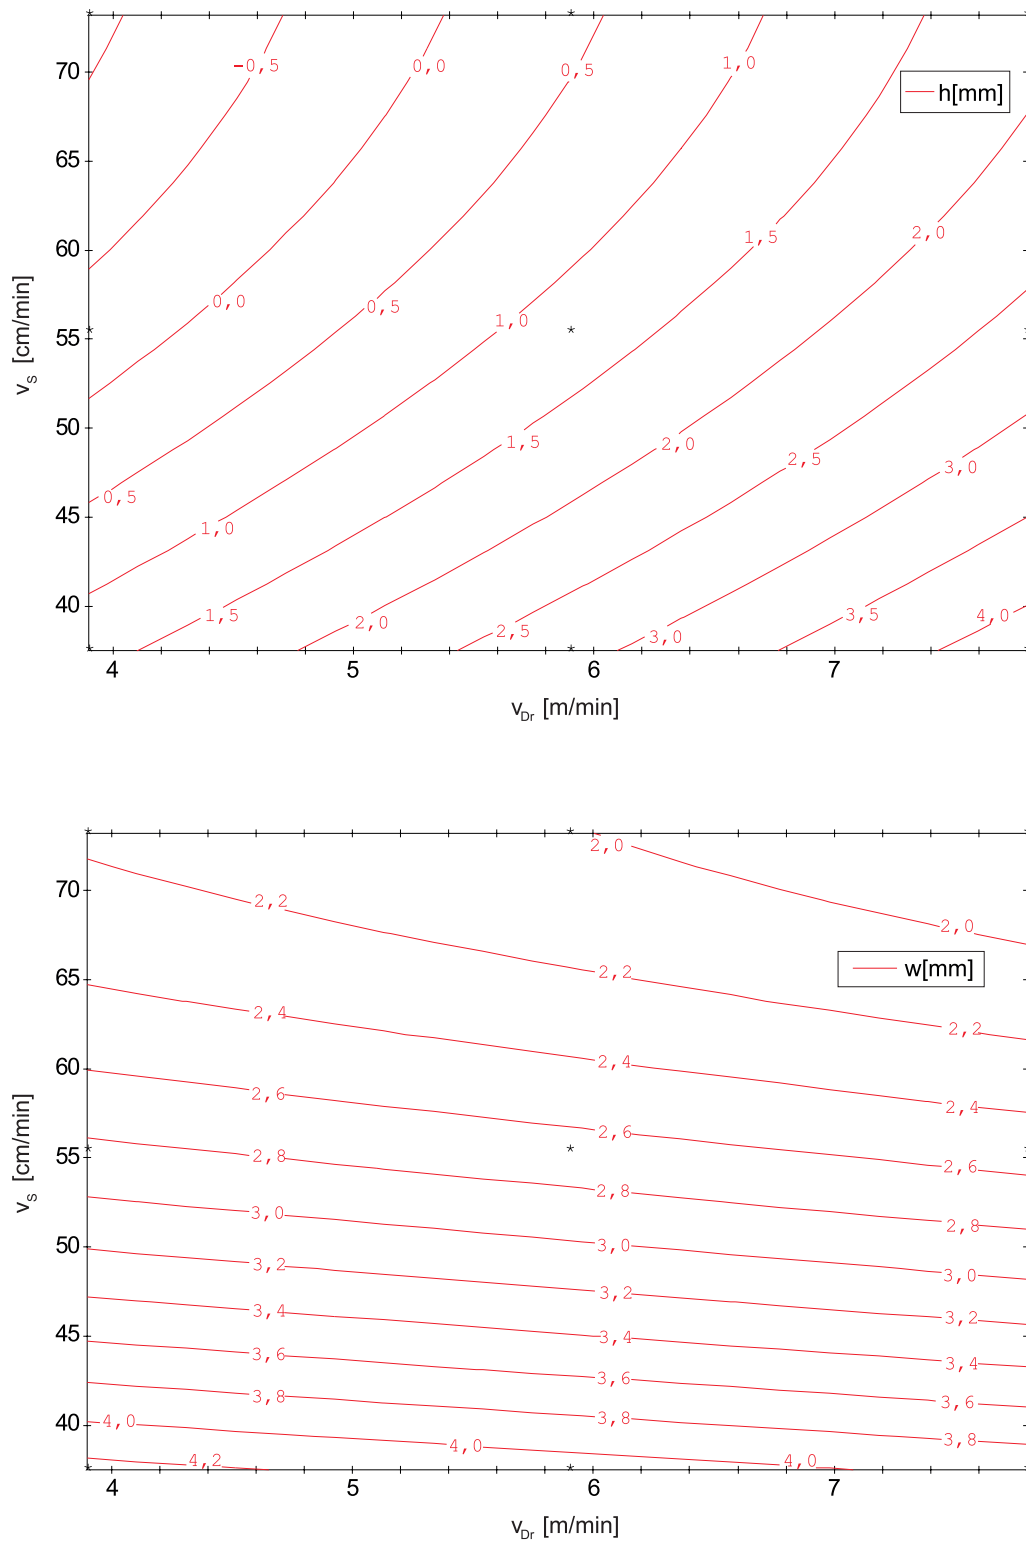 -0,5 0,0 0,5 1,0
70
h[mm]
65
60
1,5 2,0
0,0 0,5 1,0
55
v_S [cm/min]
50
1,5 2,0 2,5 3,0
45
0,5 1,0
40
1,5 2,0 2,5 3,0 3,5 4,0
4 5 6 7
v_Dr [m/min]
2,0
70
2,2 2,0
w[mm]
65
2,2
2,4 2,2
60
2,4
2,6 2,4
2,6
55
2,8 2,6
v_S [cm/min]
2,8
3,0 2,8
50
3,0
3,2 3,0
3,2
45
3,4 3,2
3,4
3,6 3,4
3,6
3,8 3,6
40
4,0 3,8 3,8
4,2 4,0 4,0
4 5 6 7
v_Dr [m/min]